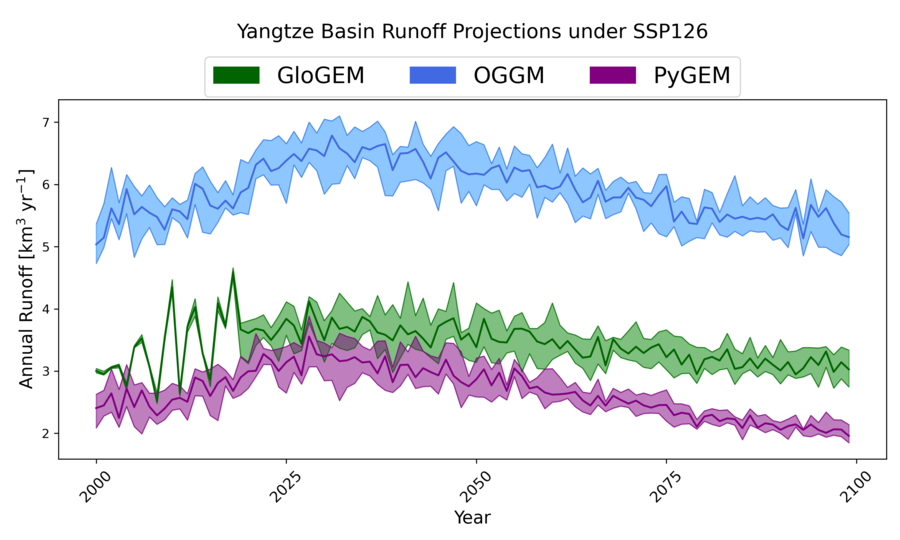 Yangtze Basin Runoff Projections under SSP126
GloGEM OGGM PyGEM
Annual Runoff [km³ yr⁻¹]
7
6
5
4
3
2
2000 2025 2050 2075 2100
Year